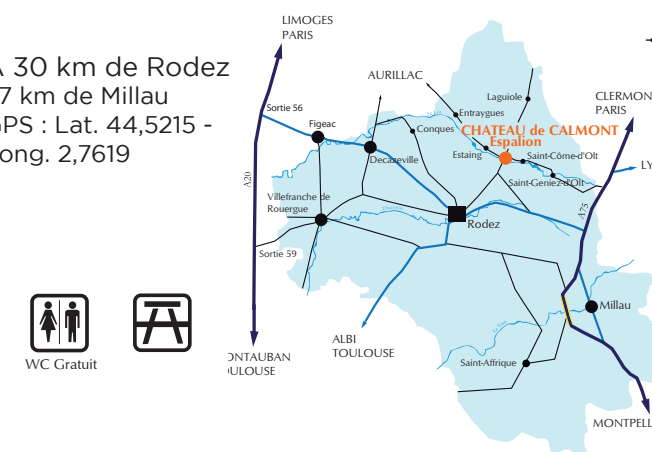 À 30 km de Rodez
7 km de Millau
GPS : Lat. 44,5215 -
ong. 2,7619
WC Gratuit
LIMOGES
PARIS
AURILLAC
Laguiole
CLERMON
PARIS
Sortie 56
Entraygues
Figeac
Conques
CHATEAU de CALMONT
Espalion
Decazeville
Estaing
Saint-Côme-d'Olt
LY
Saint-Geniez-d'Olt
A20
Villefranche de
Rouergue
A75
Rodez
Sortie 59
Millau
ALBI
TOULOUSE
ONTAUBAN
OULOUSE
Saint-Affrique
MONTPELL